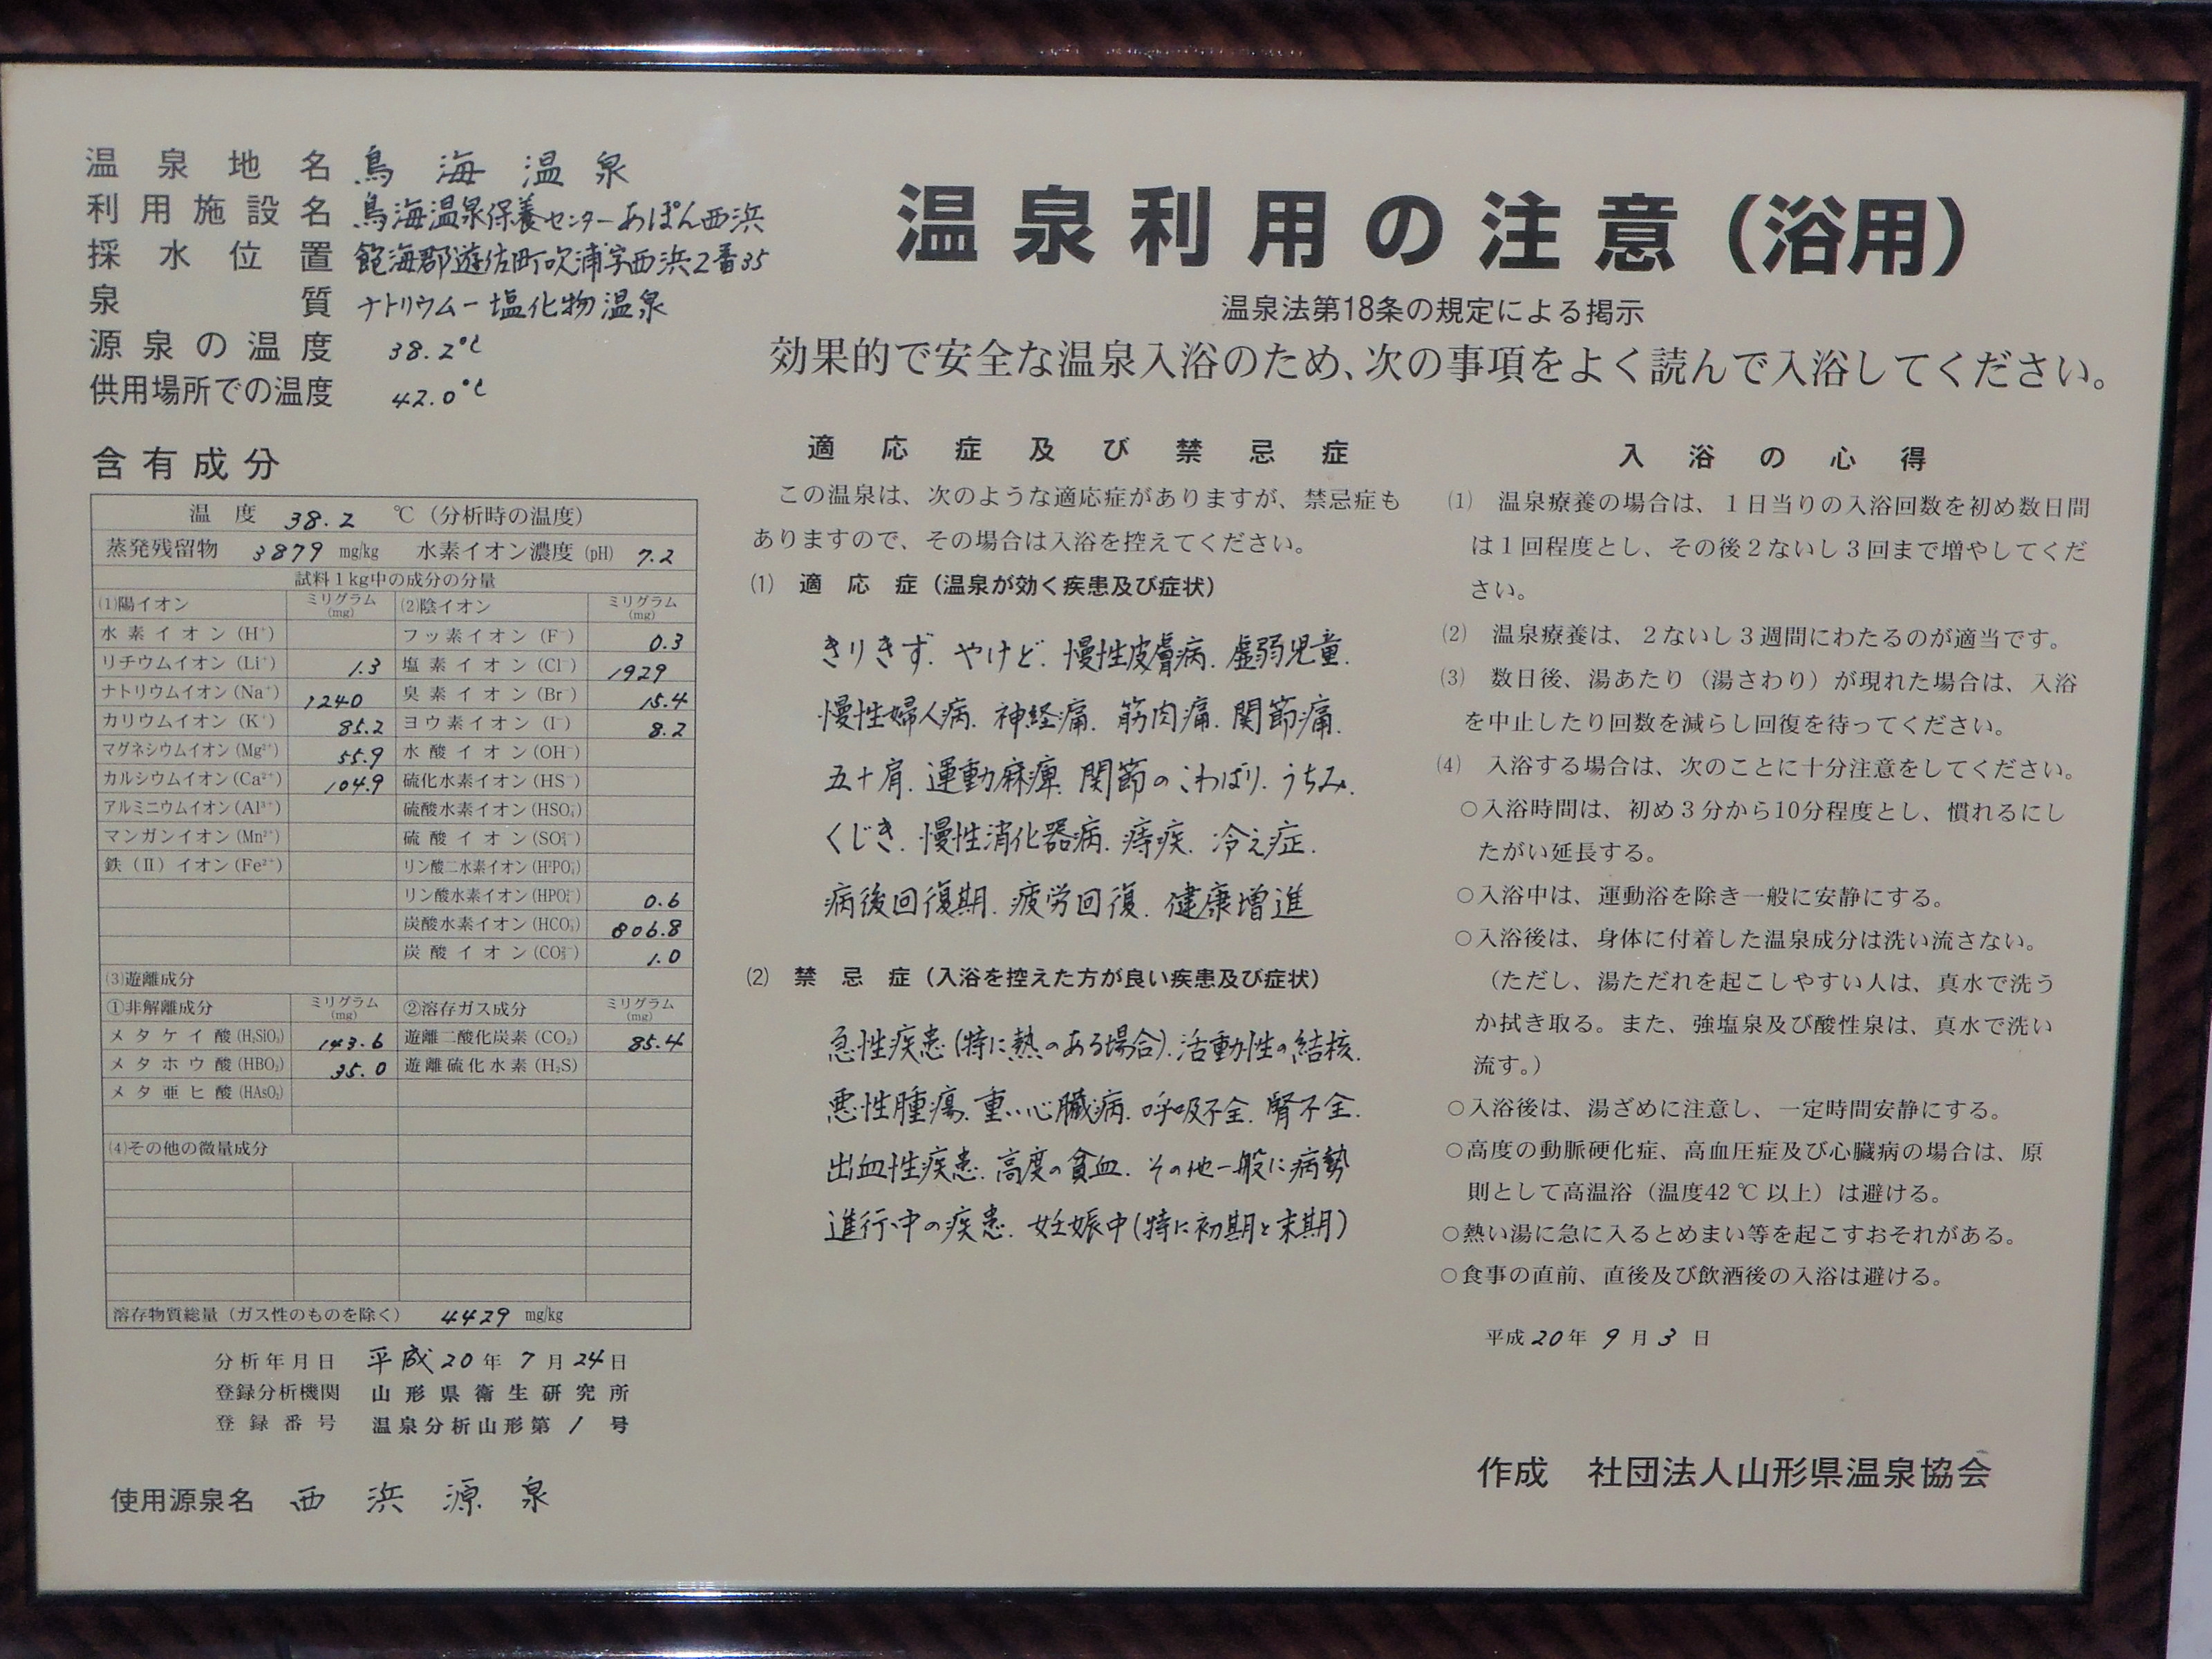 温泉地名 鳥海温泉
利用施設名 鳥海温泉保養センターあぽん西浜
採水位置 飽海郡遊佐町吹浦字西浜2番35
泉質 ナトリウムー塩化物温泉
源泉の温度 38.2℃
供用場所での温度 42.0℃
含有成分
温度 38.2 ℃(分析時の温度)
蒸発残留物 3879 mg/kg 水素イオン濃度(pH) 7.2
試料1kg中の成分の分量
(1)陽イオン ミリグラム(mg) (2)陰イオン ミリグラム(mg)
水素イオン(H⁺) フッ素イオン(F⁻) 0.3
リチウムイオン(Li⁺) 1.3 塩素イオン(Cl⁻) 1929
ナトリウムイオン(Na⁺) 1240 臭素イオン(Br⁻) 15.4
カリウムイオン(K⁺) 85.2 ヨウ素イオン(I⁻) 8.2
マグネシウムイオン(Mg²⁺) 55.9 水酸イオン(OH⁻)
カルシウムイオン(Ca²⁺) 104.9 硫化水素イオン(HS⁻)
アルミニウムイオン(Al³⁺) 硫酸水素イオン(HSO₄⁻)
マンガンイオン(Mn²⁺) 硫酸イオン(SO₄²⁻)
鉄(II)イオン(Fe²⁺) リン酸二水素イオン(H²PO₄⁻)
リン酸水素イオン(HPO₄²⁻) 0.6
炭酸水素イオン(HCO₃⁻) 806.8
炭酸イオン(CO₃²⁻) 1.0
(3)遊離成分
①非解離成分 ミリグラム(mg) ②溶存ガス成分 ミリグラム(mg)
メタケイ酸(H₂SiO₃) 143.6 遊離二酸化炭素(CO₂) 85.4
メタホウ酸(HBO₂) 35.0 遊離硫化水素(H₂S)
メタ亜ヒ酸(HAsO₂)
(4)その他の微量成分
溶存物質総量(ガス性のものを除く) 4429 mg/kg
分析年月日 平成20年7月24日
登録分析機関 山形県衛生研究所
登録番号 温泉分析山形第1号
使用源泉名 西浜源泉
温泉利用の注意(浴用)
温泉法第18条の規定による掲示
効果的で安全な温泉入浴のため、次の事項をよく読んで入浴してください。
適応症及び禁忌症
この温泉は、次のような適応症がありますが、禁忌症も
ありますので、その場合は入浴を控えてください。
(1) 適応症(温泉が効く疾患及び症状)
きりきず. やけど. 慢性皮膚病. 虚弱児童.
慢性婦人病. 神経痛. 筋肉痛. 関節痛.
五十肩. 運動麻痺. 関節のこわばり. うちみ.
くじき. 慢性消化器病. 痔疾. 冷え症.
病後回復期. 疲労回復. 健康増進
(2) 禁忌症(入浴を控えた方が良い疾患及び症状)
急性疾患(特に熱のある場合). 活動性の結核.
悪性腫瘍. 重い心臓病. 呼吸不全. 腎不全.
出血性疾患. 高度の貧血. その他一般に病勢
進行中の疾患. 妊娠中(特に初期と末期)
入浴の心得
(1) 温泉療養の場合は、1日当りの入浴回数を初め数日間
は1回程度とし、その後2ないし3回まで増やしてくだ
さい。
(2) 温泉療養は、2ないし3週間にわたるのが適当です。
(3) 数日後、湯あたり(湯さわり)が現れた場合は、入浴
を中止したり回数を減らし回復を待ってください。
(4) 入浴する場合は、次のことに十分注意をしてください。
○入浴時間は、初め3分から10分程度とし、慣れるにし
たがい延長する。
○入浴中は、運動浴を除き一般に安静にする。
○入浴後は、身体に付着した温泉成分は洗い流さない。
(ただし、湯ただれを起こしやすい人は、真水で洗う
か拭き取る。また、強塩泉及び酸性泉は、真水で洗い
流す。)
○入浴後は、湯ざめに注意し、一定時間安静にする。
○高度の動脈硬化症、高血圧症及び心臓病の場合は、原
則として高温浴(温度42℃以上)は避ける。
○熱い湯に急に入るとめまい等を起こすおそれがある。
○食事の直前、直後及び飲酒後の入浴は避ける。
平成20年9月3日
作成 社団法人山形県温泉協会